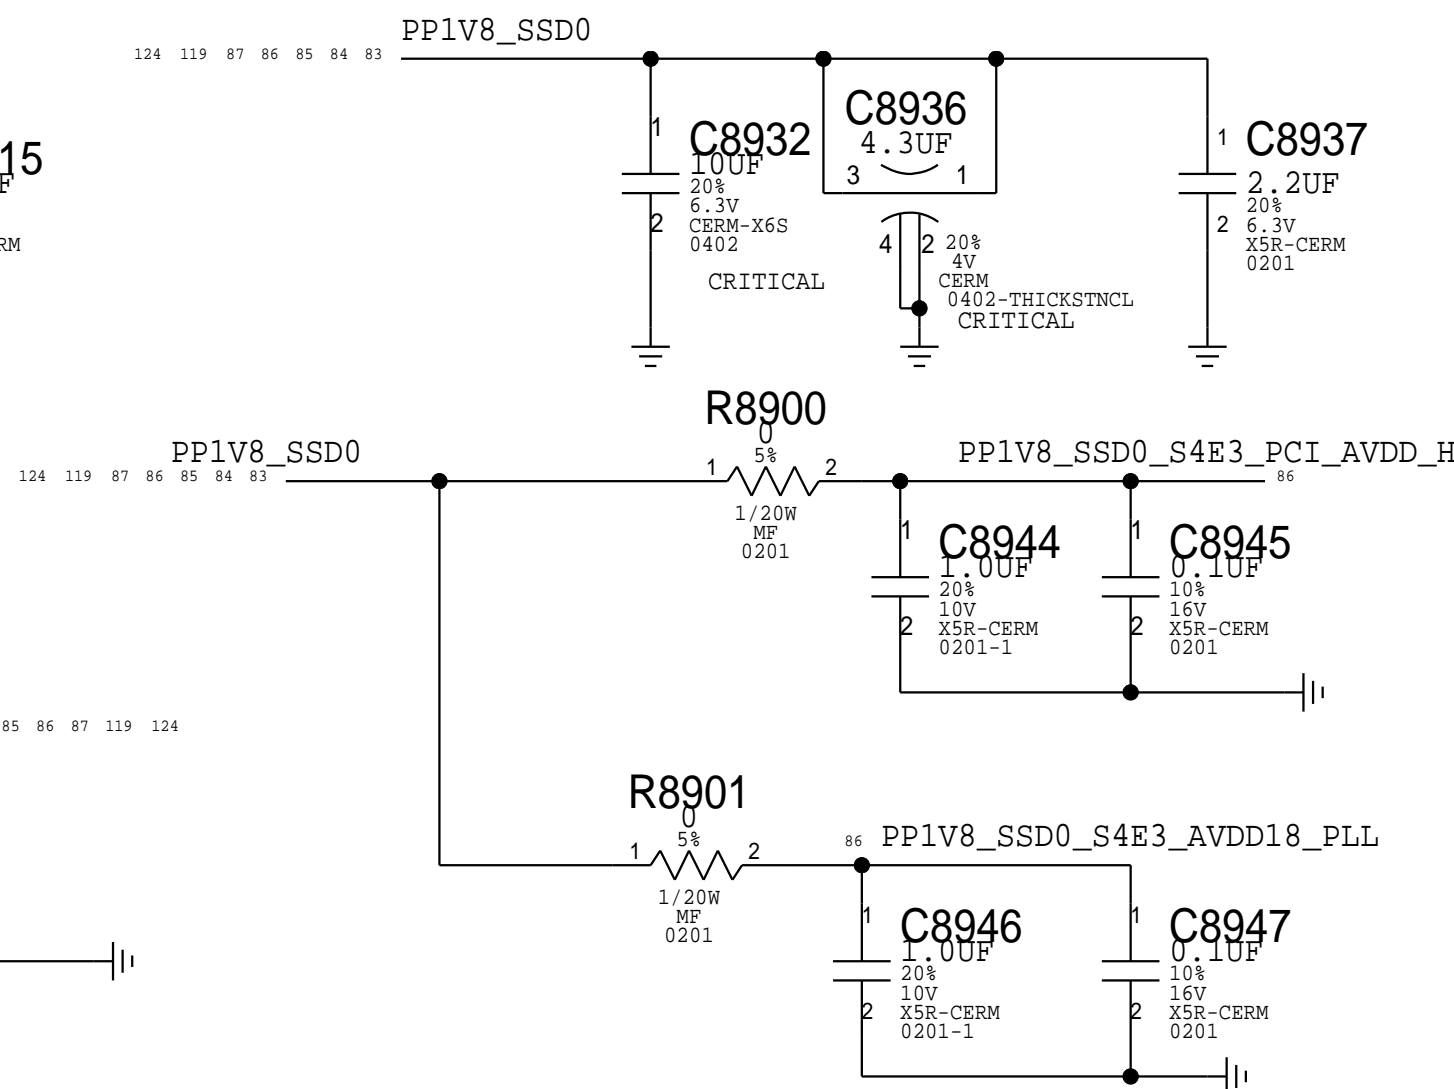 PP1V8_SSD0
124 119 87 86 85 84 83
C8932
10UF
20%
6.3V
CERM-X6S
0402
CRITICAL
1
2
C8936
4.3UF
3 1
4 2
20%
4V
CERM
0402-THICKSTNCL
CRITICAL
C8937
2.2UF
20%
6.3V
X5R-CERM
0201
1
2
15
F
RM
PP1V8_SSD0
124 119 87 86 85 84 83
R8900
0
5%
1 2
1/20W
MF
0201
PP1V8_SSD0_S4E3_PCI_AVDD_H
86
C8944
1.0UF
20%
10V
X5R-CERM
0201-1
1
2
C8945
0.1UF
10%
16V
X5R-CERM
0201
1
2
85 86 87 119 124
R8901
0
5%
1 2
1/20W
MF
0201
86 PP1V8_SSD0_S4E3_AVDD18_PLL
C8946
1.0UF
20%
10V
X5R-CERM
0201-1
1
2
C8947
0.1UF
10%
16V
X5R-CERM
0201
1
2